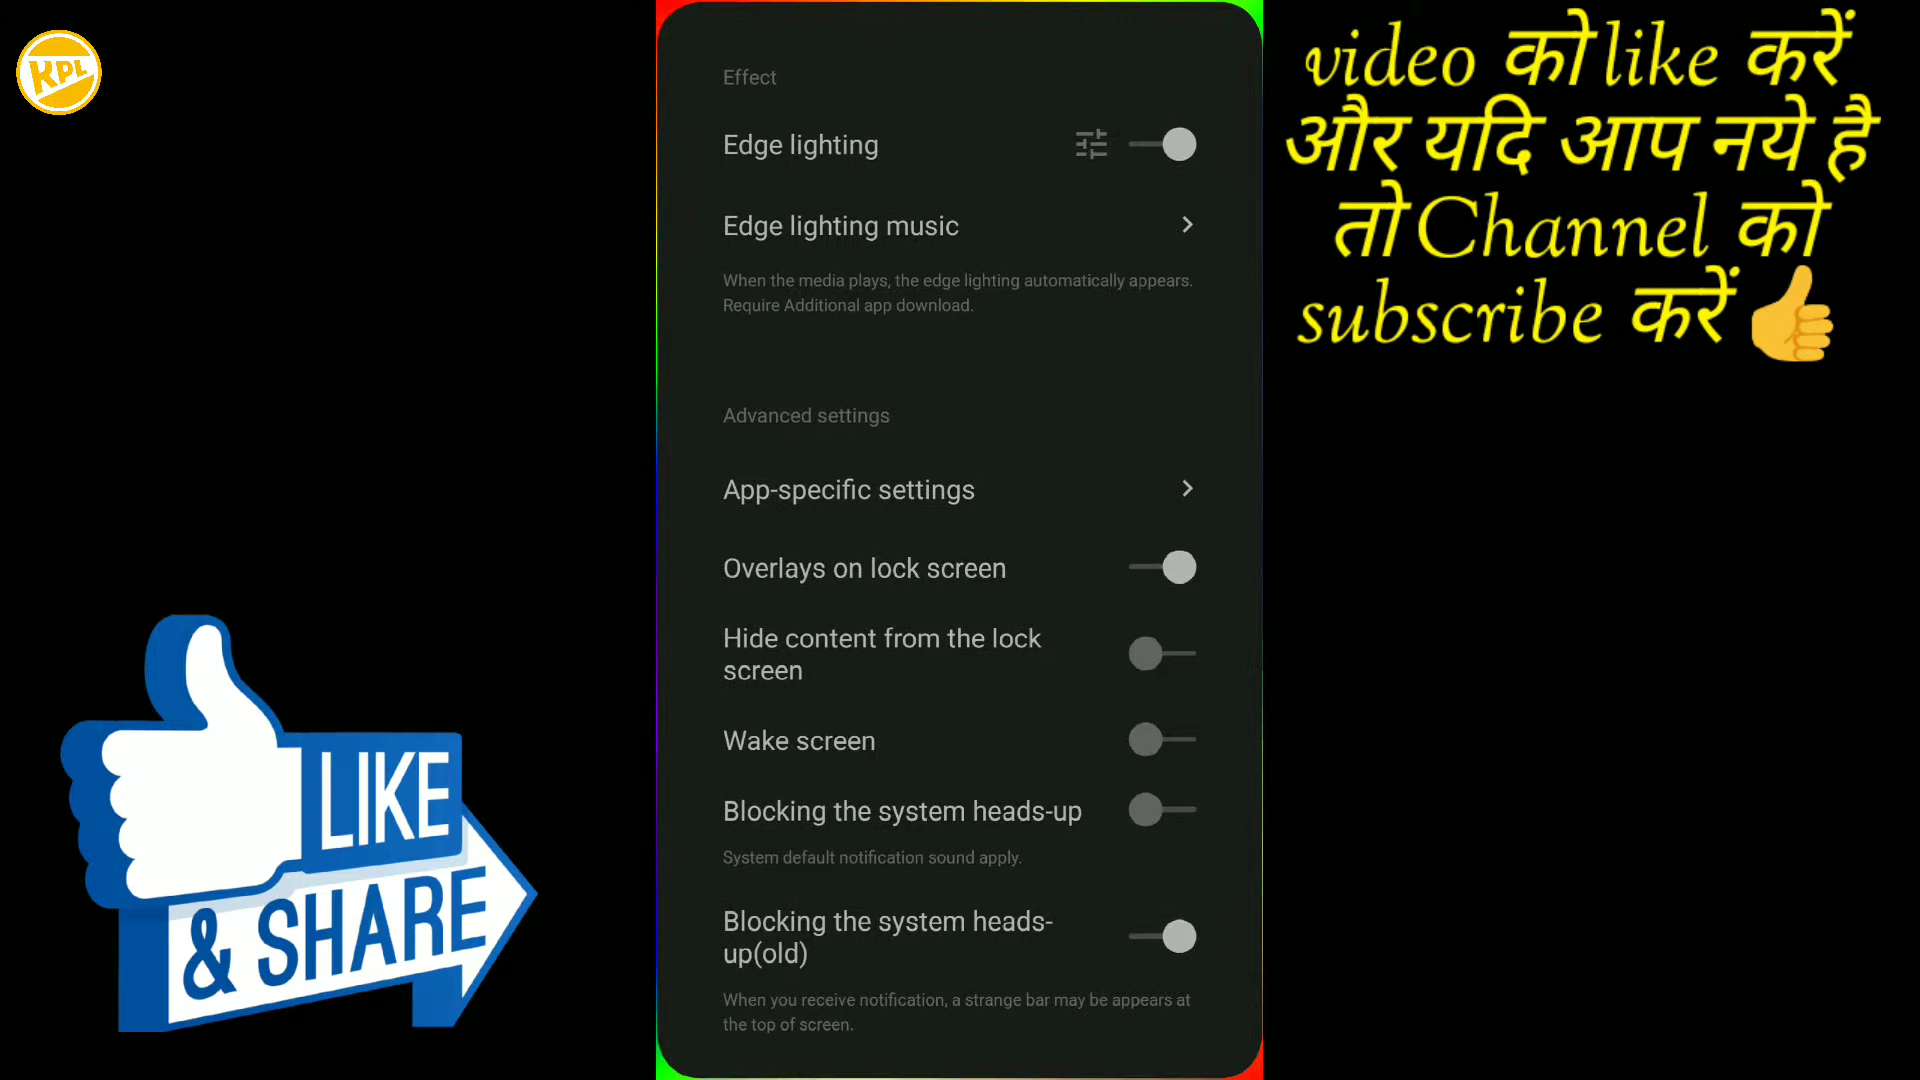 KPL
Effect
Edge lighting
Edge lighting music
When the media plays, the edge lighting automatically appears.
Require Additional app download.
Advanced settings
App-specific settings
Overlays on lock screen
Hide content from the lock
screen
Wake screen
Blocking the system heads-up
System default notification sound apply.
Blocking the system heads-
up(old)
When you receive notification, a strange bar may be appears at
the top of screen.
video को like करें
और यदि आप नये है
तो Channel को
subscribe करें 👍
LIKE
& SHARE